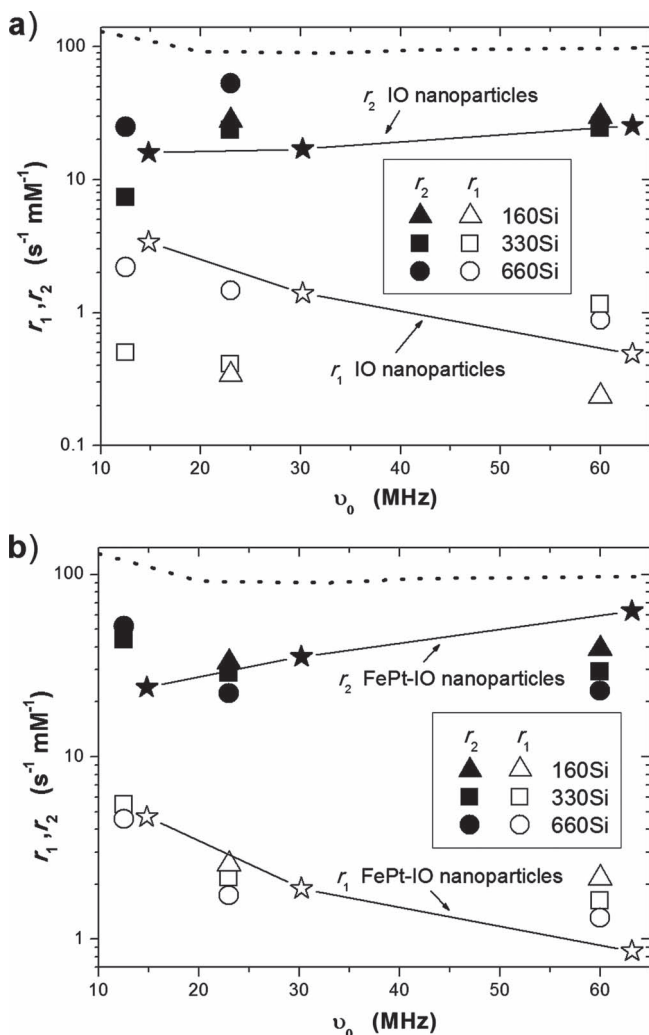 a)
100
10
1
0.1
r₁ ,r₂ (s⁻¹ mM⁻¹)
r₂ IO nanoparticles
r₂ r₁
160Si
330Si
660Si
r₁ IO nanoparticles
10 20 30 40 50 60
υ₀ (MHz)
b)
100
10
1
r₁ ,r₂ (s⁻¹ mM⁻¹)
r₂ FePt-IO nanoparticles
r₂ r₁
160Si
330Si
660Si
r₁ FePt-IO nanoparticles
10 20 30 40 50 60
υ₀ (MHz)